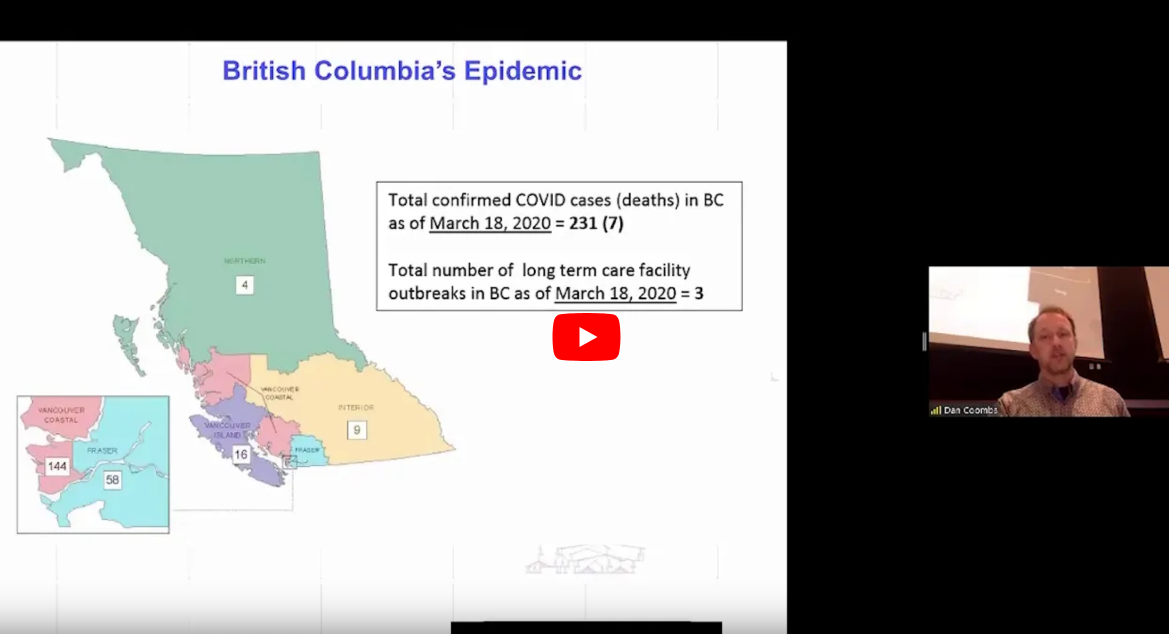 British Columbia's Epidemic
Total confirmed COVID cases (deaths) in BC
as of March 18, 2020 = 231 (7)
Total number of long term care facility
outbreaks in BC as of March 18, 2020 = 3
NORTHERN
4
VANCOUVER
COASTAL
INTERIOR
9
VANCOUVER
ISLAND
16
FRASER
VANCOUVER
COASTAL
FRASER
144
58
Dan Coombs